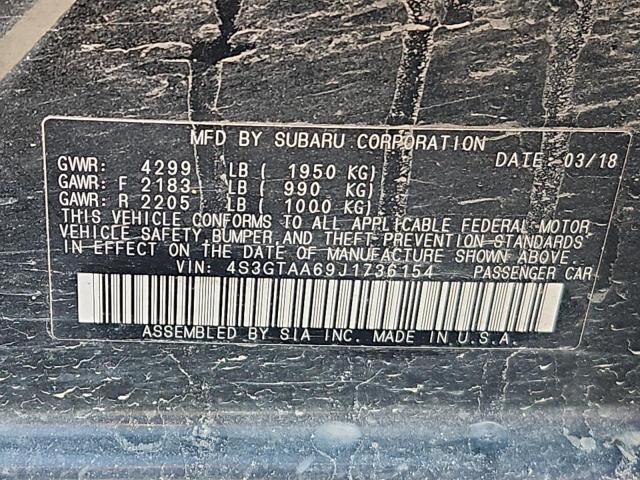 MFD BY SUBARU CORPORATION
DATE 03/18
GVWR: 4299 LB ( 1950 KG)
GAWR: F 2183 LB ( 990 KG)
GAWR: R 2205 LB ( 1000 KG)
THIS VEHICLE CONFORMS TO ALL APPLICABLE FEDERAL MOTOR
VEHICLE SAFETY, BUMPER, AND THEFT PREVENTION STANDARDS
IN EFFECT ON THE DATE OF MANUFACTURE SHOWN ABOVE.
VIN: 4S3GTAA69J1736154 PASSENGER CAR
ASSEMBLED BY SIA INC. MADE IN U.S.A.